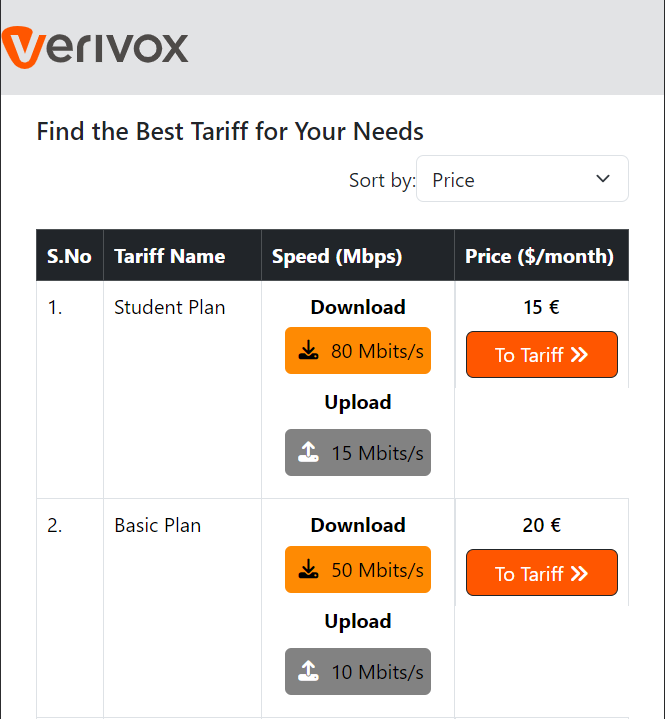 verivox
Find the Best Tariff for Your Needs
Sort by: Price
S.No Tariff Name Speed (Mbps) Price ($/month)
1. Student Plan Download 15 €
80 Mbits/s To Tariff
Upload
15 Mbits/s
2. Basic Plan Download 20 €
50 Mbits/s To Tariff
Upload
10 Mbits/s